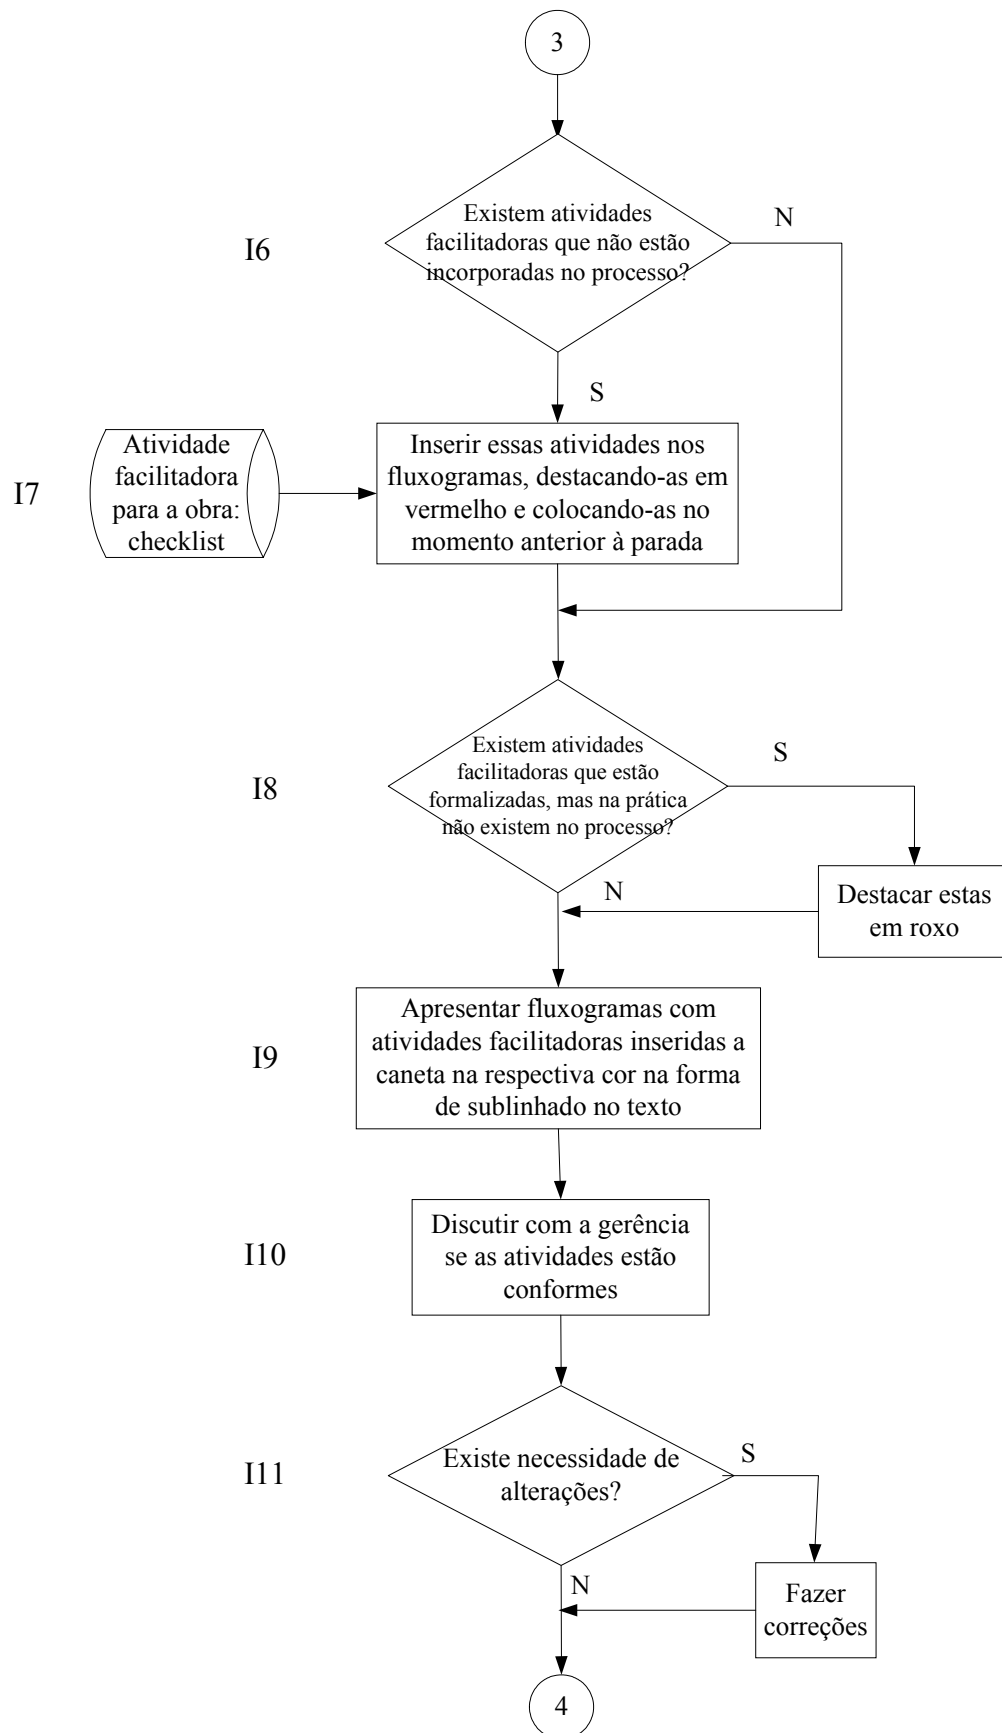 3
I6
Existem atividades
facilitadoras que não estão
incorporadas no processo?
N
S
I7
Atividade
facilitadora
para a obra:
checklist
Inserir essas atividades nos
fluxogramas, destacando-as em
vermelho e colocando-as no
momento anterior à parada
I8
Existem atividades
facilitadoras que estão
formalizadas, mas na prática
não existem no processo?
S
N
Destacar estas
em roxo
I9
Apresentar fluxogramas com
atividades facilitadoras inseridas a
caneta na respectiva cor na forma
de sublinhado no texto
I10
Discutir com a gerência
se as atividades estão
conformes
I11
Existe necessidade de
alterações?
S
N
Fazer
correções
4